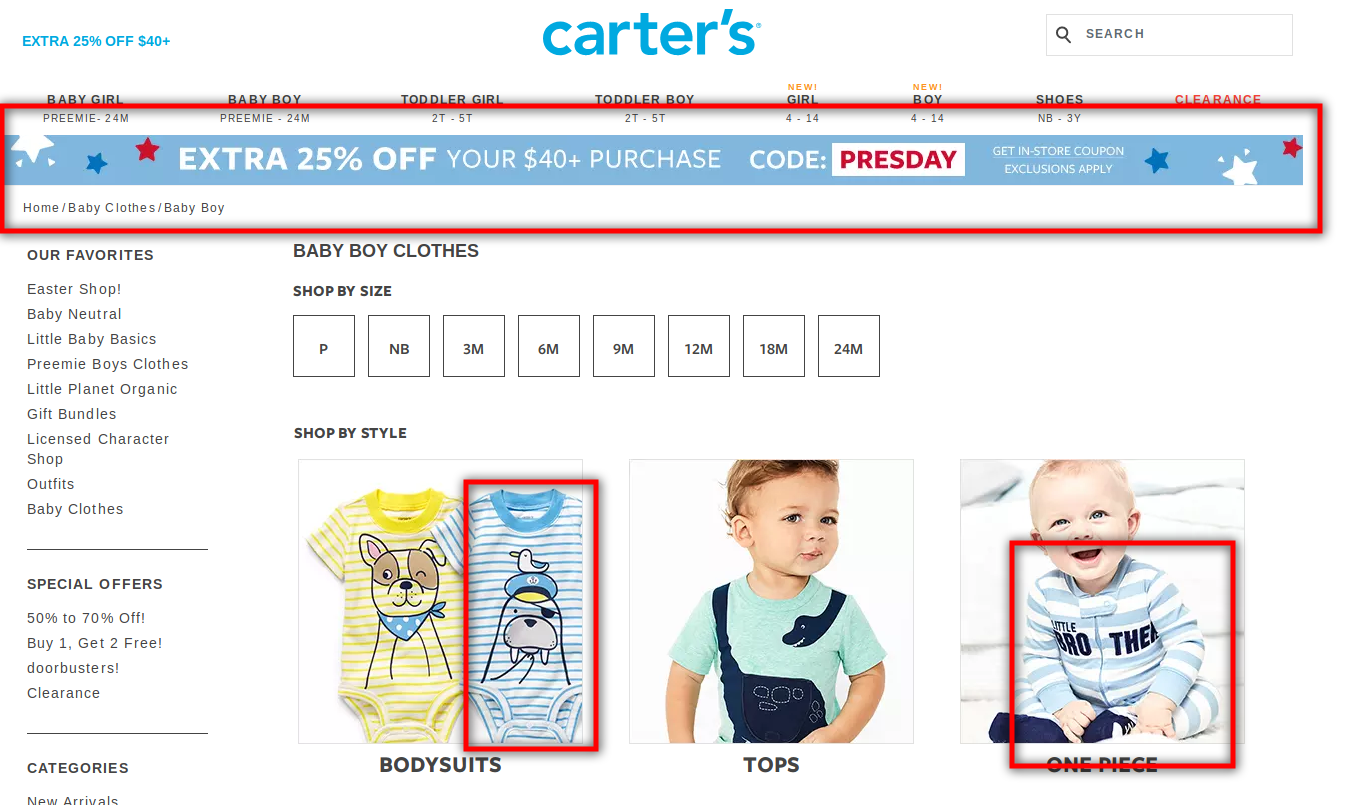 EXTRA 25% OFF $40+
carter's
SEARCH
BABY GIRL
PREEMIE- 24M
BABY BOY
PREEMIE - 24M
TODDLER GIRL
2T - 5T
TODDLER BOY
2T - 5T
NEW!
GIRL
4 - 14
NEW!
BOY
4 - 14
SHOES
NB - 3Y
CLEARANCE
EXTRA 25% OFF YOUR $40+ PURCHASE CODE: PRESDAY
GET IN-STORE COUPON
EXCLUSIONS APPLY
Home/Baby Clothes/Baby Boy
OUR FAVORITES
Easter Shop!
Baby Neutral
Little Baby Basics
Preemie Boys Clothes
Little Planet Organic
Gift Bundles
Licensed Character
Shop
Outfits
Baby Clothes
SPECIAL OFFERS
50% to 70% Off!
Buy 1, Get 2 Free!
doorbusters!
Clearance
CATEGORIES
New Arrivals
BABY BOY CLOTHES
SHOP BY SIZE
P NB 3M 6M 9M 12M 18M 24M
SHOP BY STYLE
LITTLE
BRO THER
BODYSUITS
TOPS
ONE PIECE